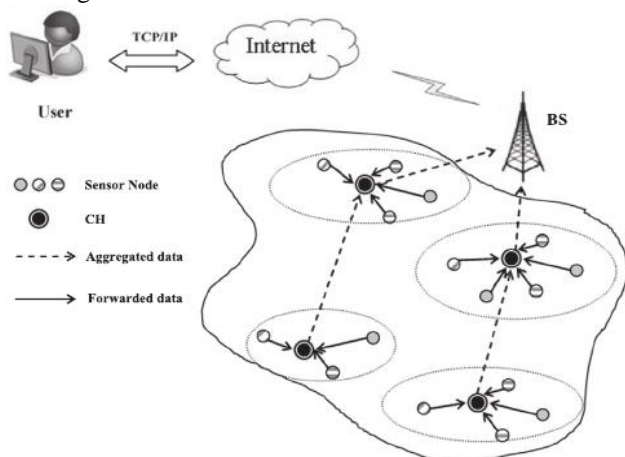 TCP/IP
Internet
User
BS
Sensor Node
CH
Aggregated data
Forwarded data